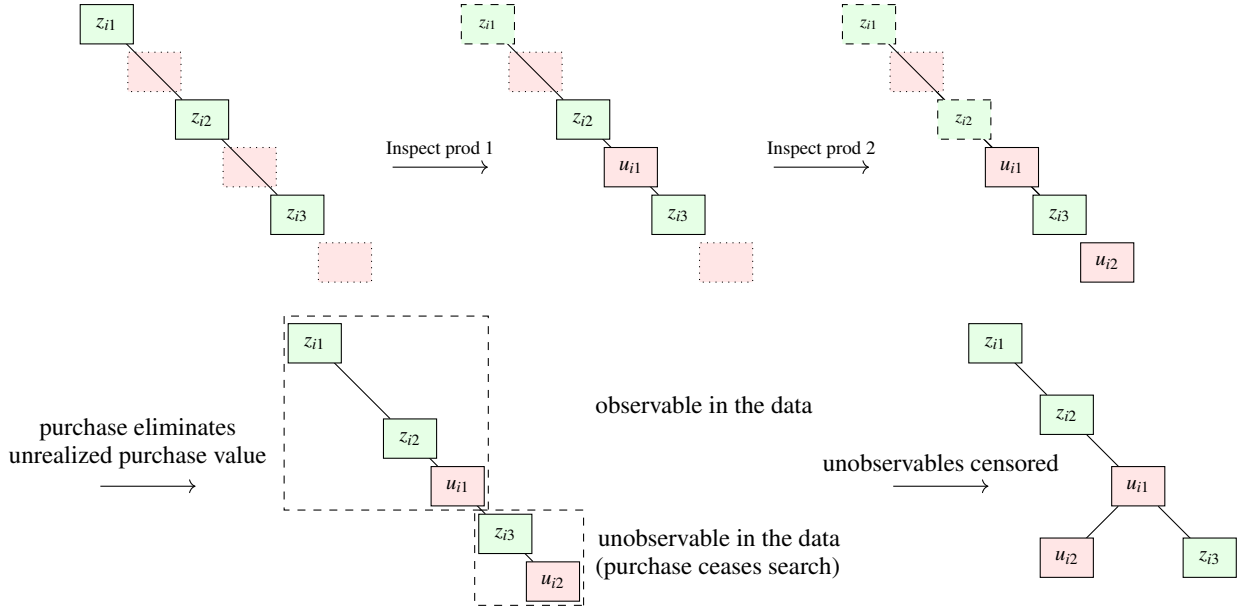 z_{i1}
z_{i2}
z_{i3}
Inspect prod 1
z_{i1}
z_{i2}
u_{i1}
z_{i3}
Inspect prod 2
z_{i1}
z_{i2}
u_{i1}
z_{i3}
u_{i2}
purchase eliminates
unrealized purchase value
z_{i1}
z_{i2}
u_{i1}
z_{i3}
u_{i2}
observable in the data
unobservable in the data
(purchase ceases search)
unobservables censored
z_{i1}
z_{i2}
u_{i1}
u_{i2}
z_{i3}